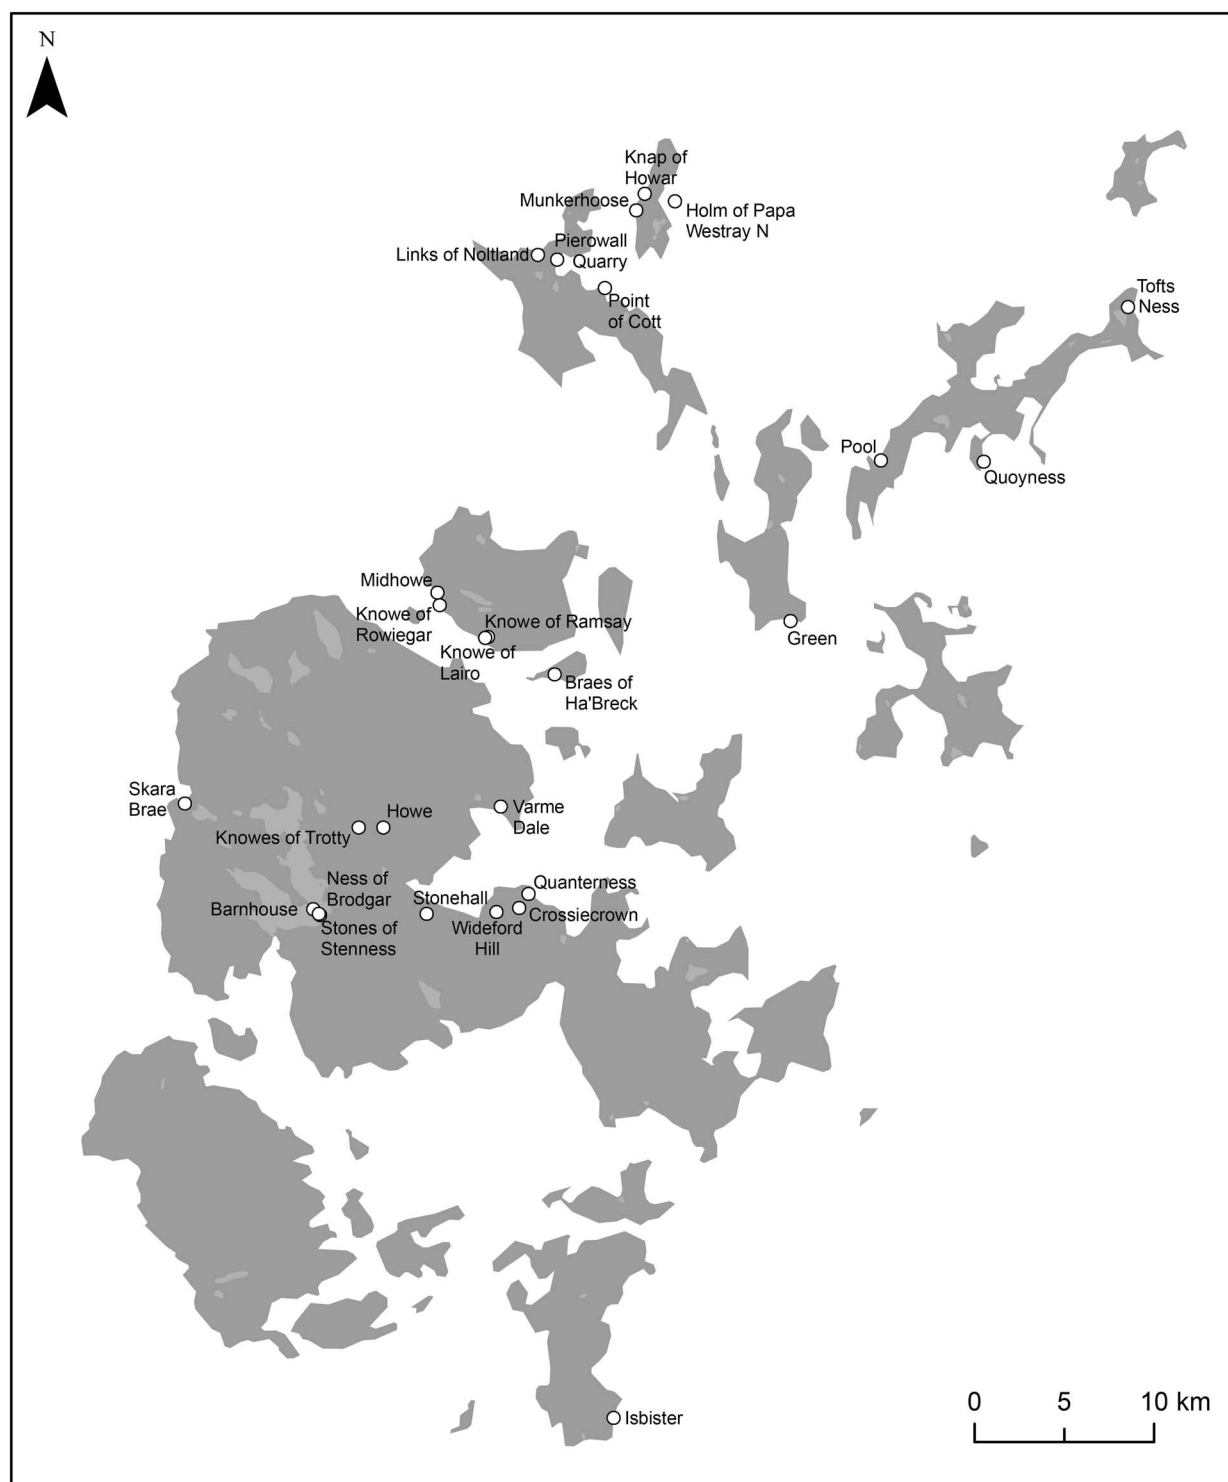 N
Knap of
Howar
Munkerhoose
Holm of Papa
Westray N
Pierowall
Quarry
Links of Noltland
Point
of Cott
Tofts
Ness
Pool
Quoyness
Midhowe
Knowe of
Rowiegar
Knowe of Ramsay
Knowe of
Lairo
Green
Braes of
Ha'Breck
Skara
Brae
Howe
Varme
Dale
Knowes of Trotty
Ness of
Brodgar
Quanterness
Stonehall
Barnhouse
Crossiecrown
Stones of
Stenness
Wideford
Hill
Isbister
0 5 10 km